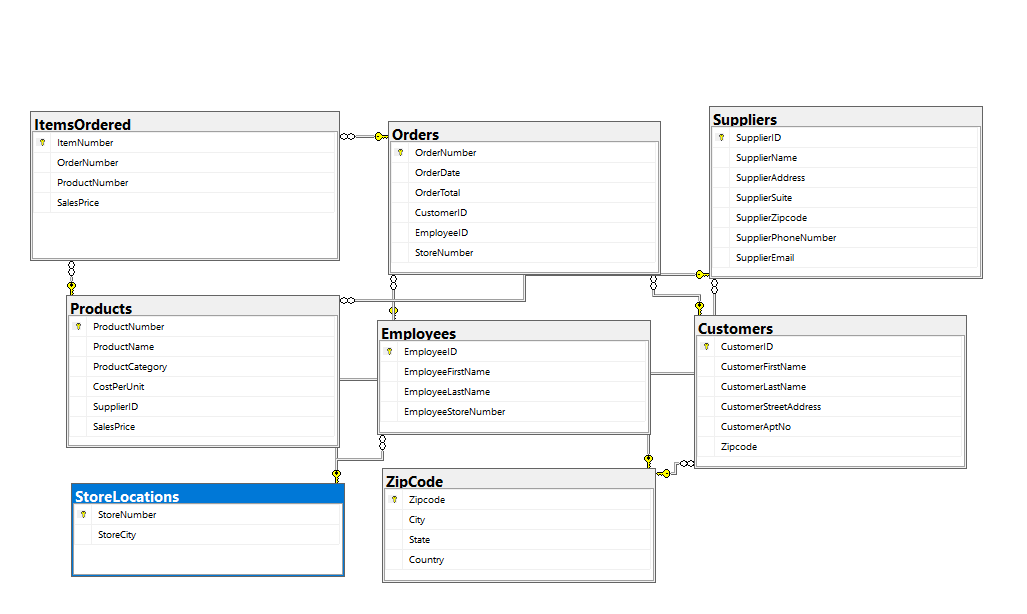 ItemsOrdered
ItemNumber
OrderNumber
ProductNumber
SalesPrice
Orders
OrderNumber
OrderDate
OrderTotal
CustomerID
EmployeeID
StoreNumber
Suppliers
SupplierID
SupplierName
SupplierAddress
SupplierSuite
SupplierZipcode
SupplierPhoneNumber
SupplierEmail
Products
ProductNumber
ProductName
ProductCategory
CostPerUnit
SupplierID
SalesPrice
Employees
EmployeeID
EmployeeFirstName
EmployeeLastName
EmployeeStoreNumber
Customers
CustomerID
CustomerFirstName
CustomerLastName
CustomerStreetAddress
CustomerAptNo
Zipcode
StoreLocations
StoreNumber
StoreCity
ZipCode
Zipcode
City
State
Country